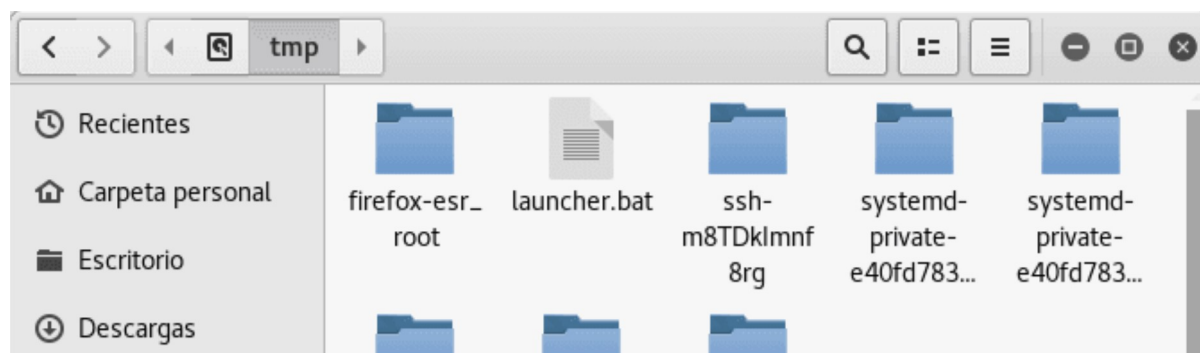 tmp
Recientes
Carpeta personal
Escritorio
Descargas
firefox-esr_
root
launcher.bat
ssh-
m8TDkImnf
8rg
systemd-
private-
e40fd783...
systemd-
private-
e40fd783...